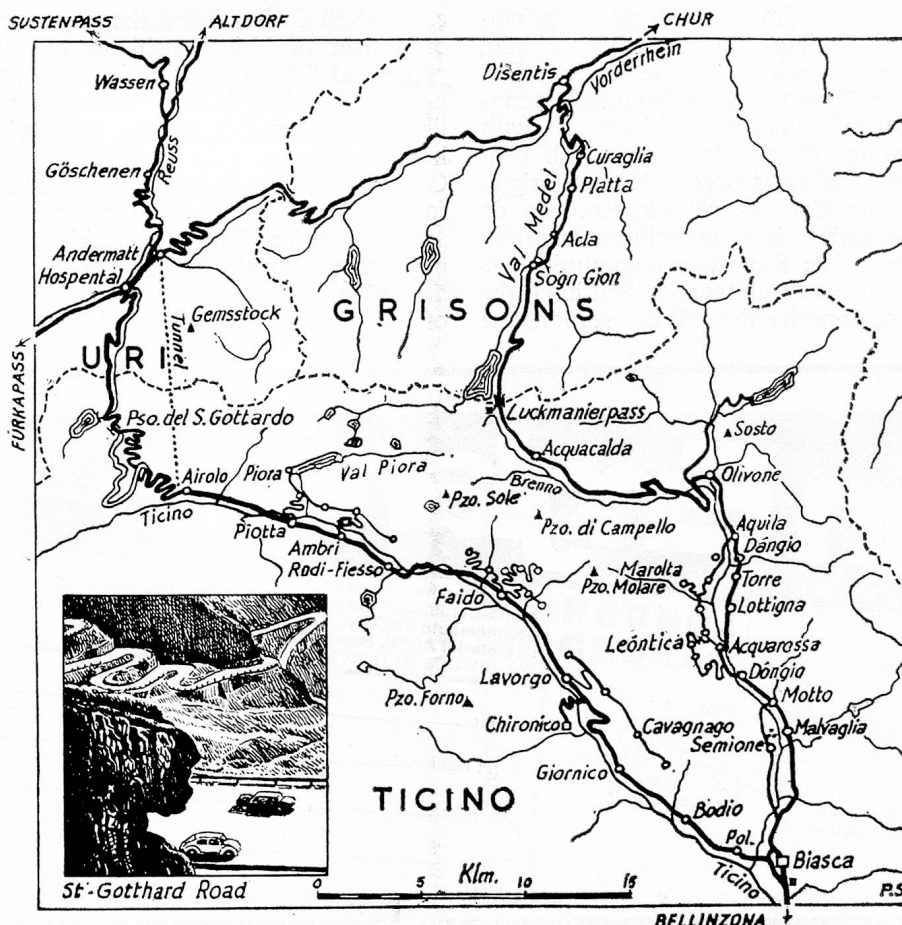 SUSTENPASS
ALTDORF
CHUR
Wassen
Disentis
Vorderrhein
Reuss
Göschenen
Curaglia
Platta
Val Medel
Andermatt
Hospental
Acla
Sogn Gion
Gemsstock
GRISONS
Tunnel
URI
FURKAPASS
Pso. del S. Gottardo
Luckmanierpass
Sosto
Acquacalda
Olivone
Airolo
Piora
Val Piora
Brenno
Pzo. Sole
Ticino
Piotta
Pzo. di Campello
Aquila
Ambri
Dángio
Rodi-Fiesso
Marolta
Pzo. Molare
Torre
Faido
Lottigna
Leóntica
Acquarossa
Dóngio
Lavorgo
Motto
Pzo. Forno
Chironico
Cavagnago
Malvaglia
Semione
Giornico
TICINO
Bodio
Pol.
Biasca
Klm.
Ticino
St-Gotthard Road
0 5 10 15
P.S
BELLINZONA